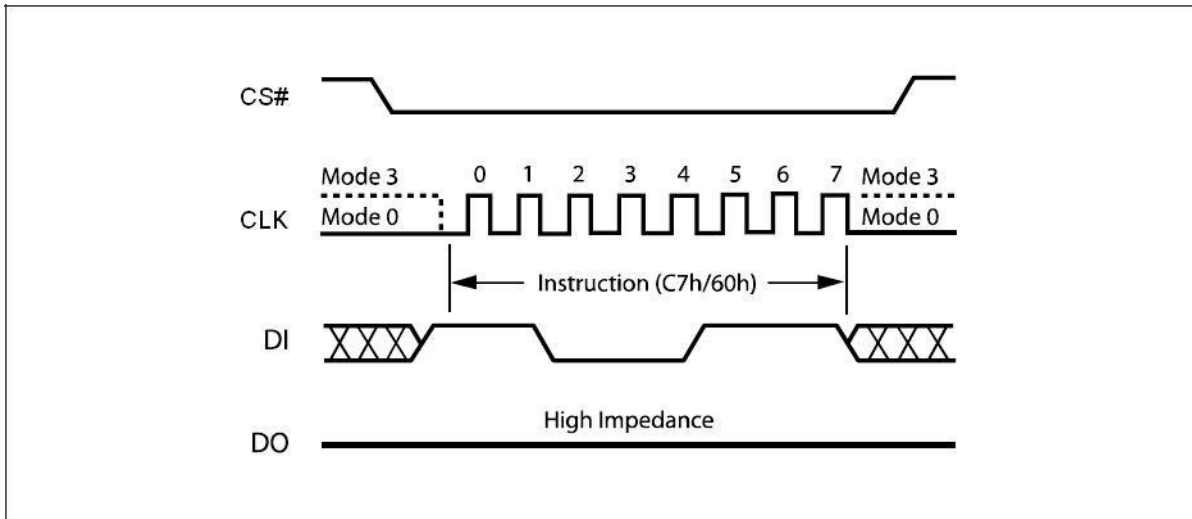 CS#
0 1 2 3 4 5 6 7
Mode 3 Mode 3
CLK Mode 0 Mode 0
Instruction (C7h/60h)
DI
High Impedance
DO